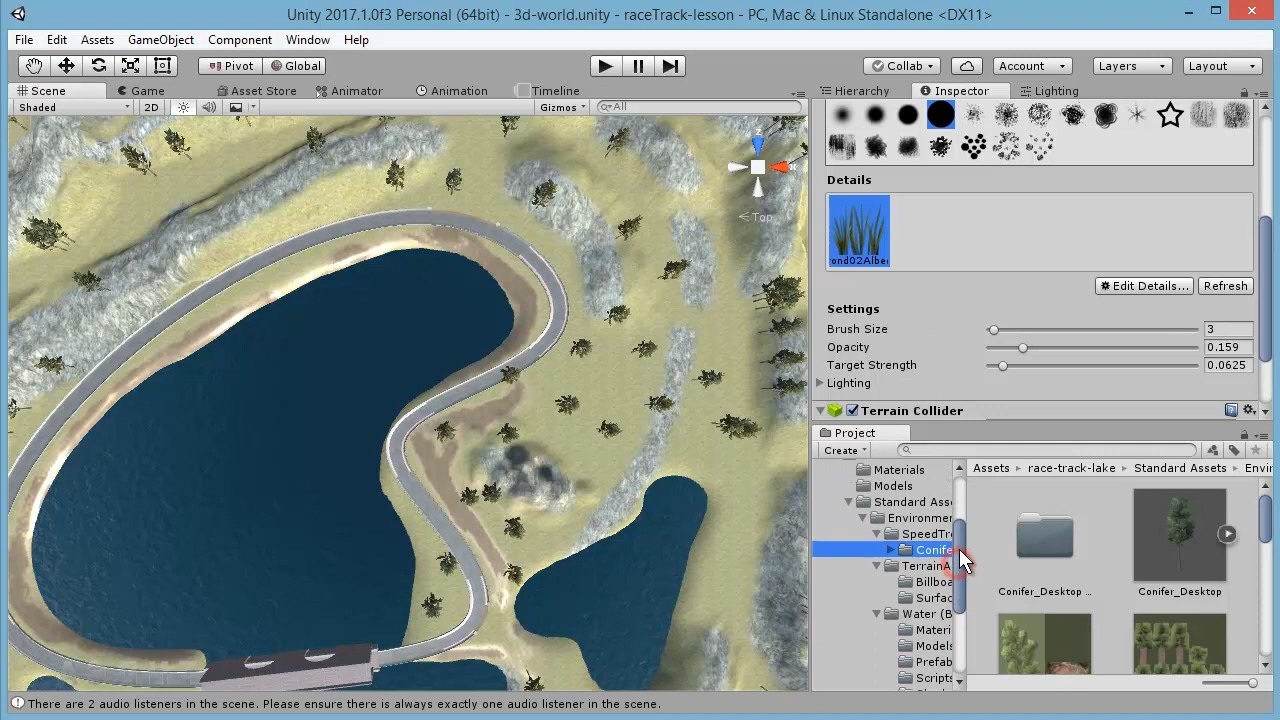 Unity 2017.1.0f3 Personal (64bit) - 3d-world.unity - raceTrack-lesson - PC, Mac & Linux Standalone <DX11>
File Edit Assets GameObject Component Window Help
Pivot Global Collab Account Layers Layout
Scene Game Asset Store Animator Animation Timeline
Shaded 2D Gizmos All
Hierarchy Inspector Lighting
z
x
Top
Details
rond02Albe
Edit Details... Refresh
Settings
Brush Size 3
Opacity 0.159
Target Strength 0.0625
Lighting
Terrain Collider
Project
Create
Materials
Models
Standard Ass
Environmen
SpeedTr
Conife
TerrainA
Billboa
Surfac
Water (B
Materi
Models
Prefab
Scripts
Assets race-track-lake Standard Assets Envir
Conifer_Desktop ... Conifer_Desktop
There are 2 audio listeners in the scene. Please ensure there is always exactly one audio listener in the scene.